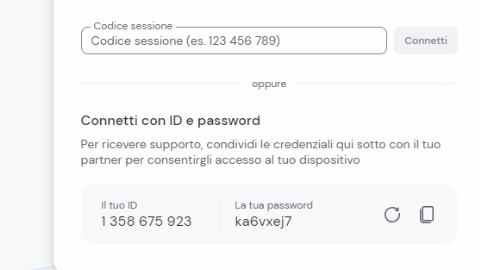 Codice sessione
Codice sessione (es. 123 456 789)
Connetti
oppure
Connetti con ID e password
Per ricevere supporto, condividi le credenziali qui sotto con il tuo
partner per consentirgli accesso al tuo dispositivo
Il tuo ID
La tua password
1 358 675 923
ka6vxej7